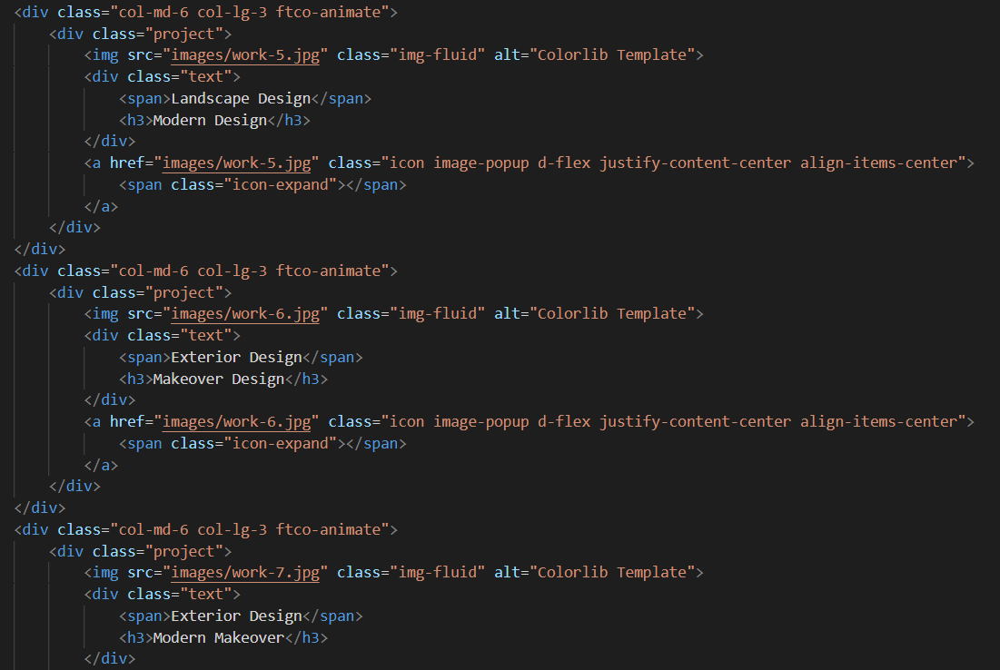 <div class="col-md-6 col-lg-3 ftco-animate">
    <div class="project">
        <img src="images/work-5.jpg" class="img-fluid" alt="Colorlib Template">
        <div class="text">
            <span>Landscape Design</span>
            <h3>Modern Design</h3>
        </div>
        <a href="images/work-5.jpg" class="icon image-popup d-flex justify-content-center align-items-center">
            <span class="icon-expand"></span>
        </a>
    </div>
</div>
<div class="col-md-6 col-lg-3 ftco-animate">
    <div class="project">
        <img src="images/work-6.jpg" class="img-fluid" alt="Colorlib Template">
        <div class="text">
            <span>Exterior Design</span>
            <h3>Makeover Design</h3>
        </div>
        <a href="images/work-6.jpg" class="icon image-popup d-flex justify-content-center align-items-center">
            <span class="icon-expand"></span>
        </a>
    </div>
</div>
<div class="col-md-6 col-lg-3 ftco-animate">
    <div class="project">
        <img src="images/work-7.jpg" class="img-fluid" alt="Colorlib Template">
        <div class="text">
            <span>Exterior Design</span>
            <h3>Modern Makeover</h3>
        </div>